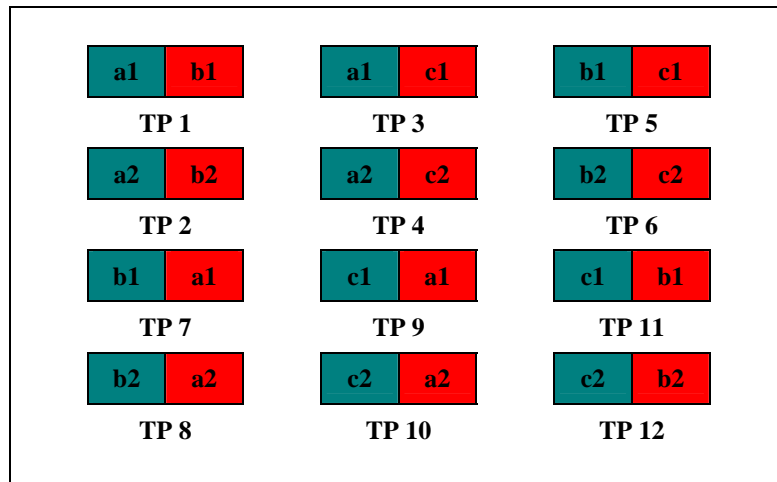 a1 b1 a1 c1 b1 c1
TP 1 TP 3 TP 5
a2 b2 a2 c2 b2 c2
TP 2 TP 4 TP 6
b1 a1 c1 a1 c1 b1
TP 7 TP 9 TP 11
b2 a2 c2 a2 c2 b2
TP 8 TP 10 TP 12